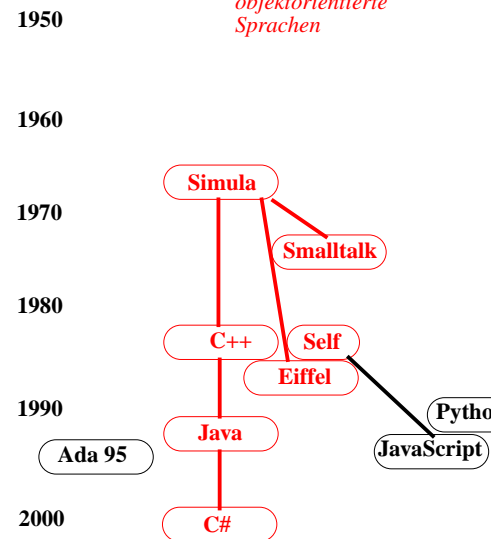 objektorientierte
Sprachen
1950
1960
Simula
1970
Smalltalk
1980
C++
Self
Eiffel
1990
Pytho
Java
JavaScript
Ada 95
2000
C#